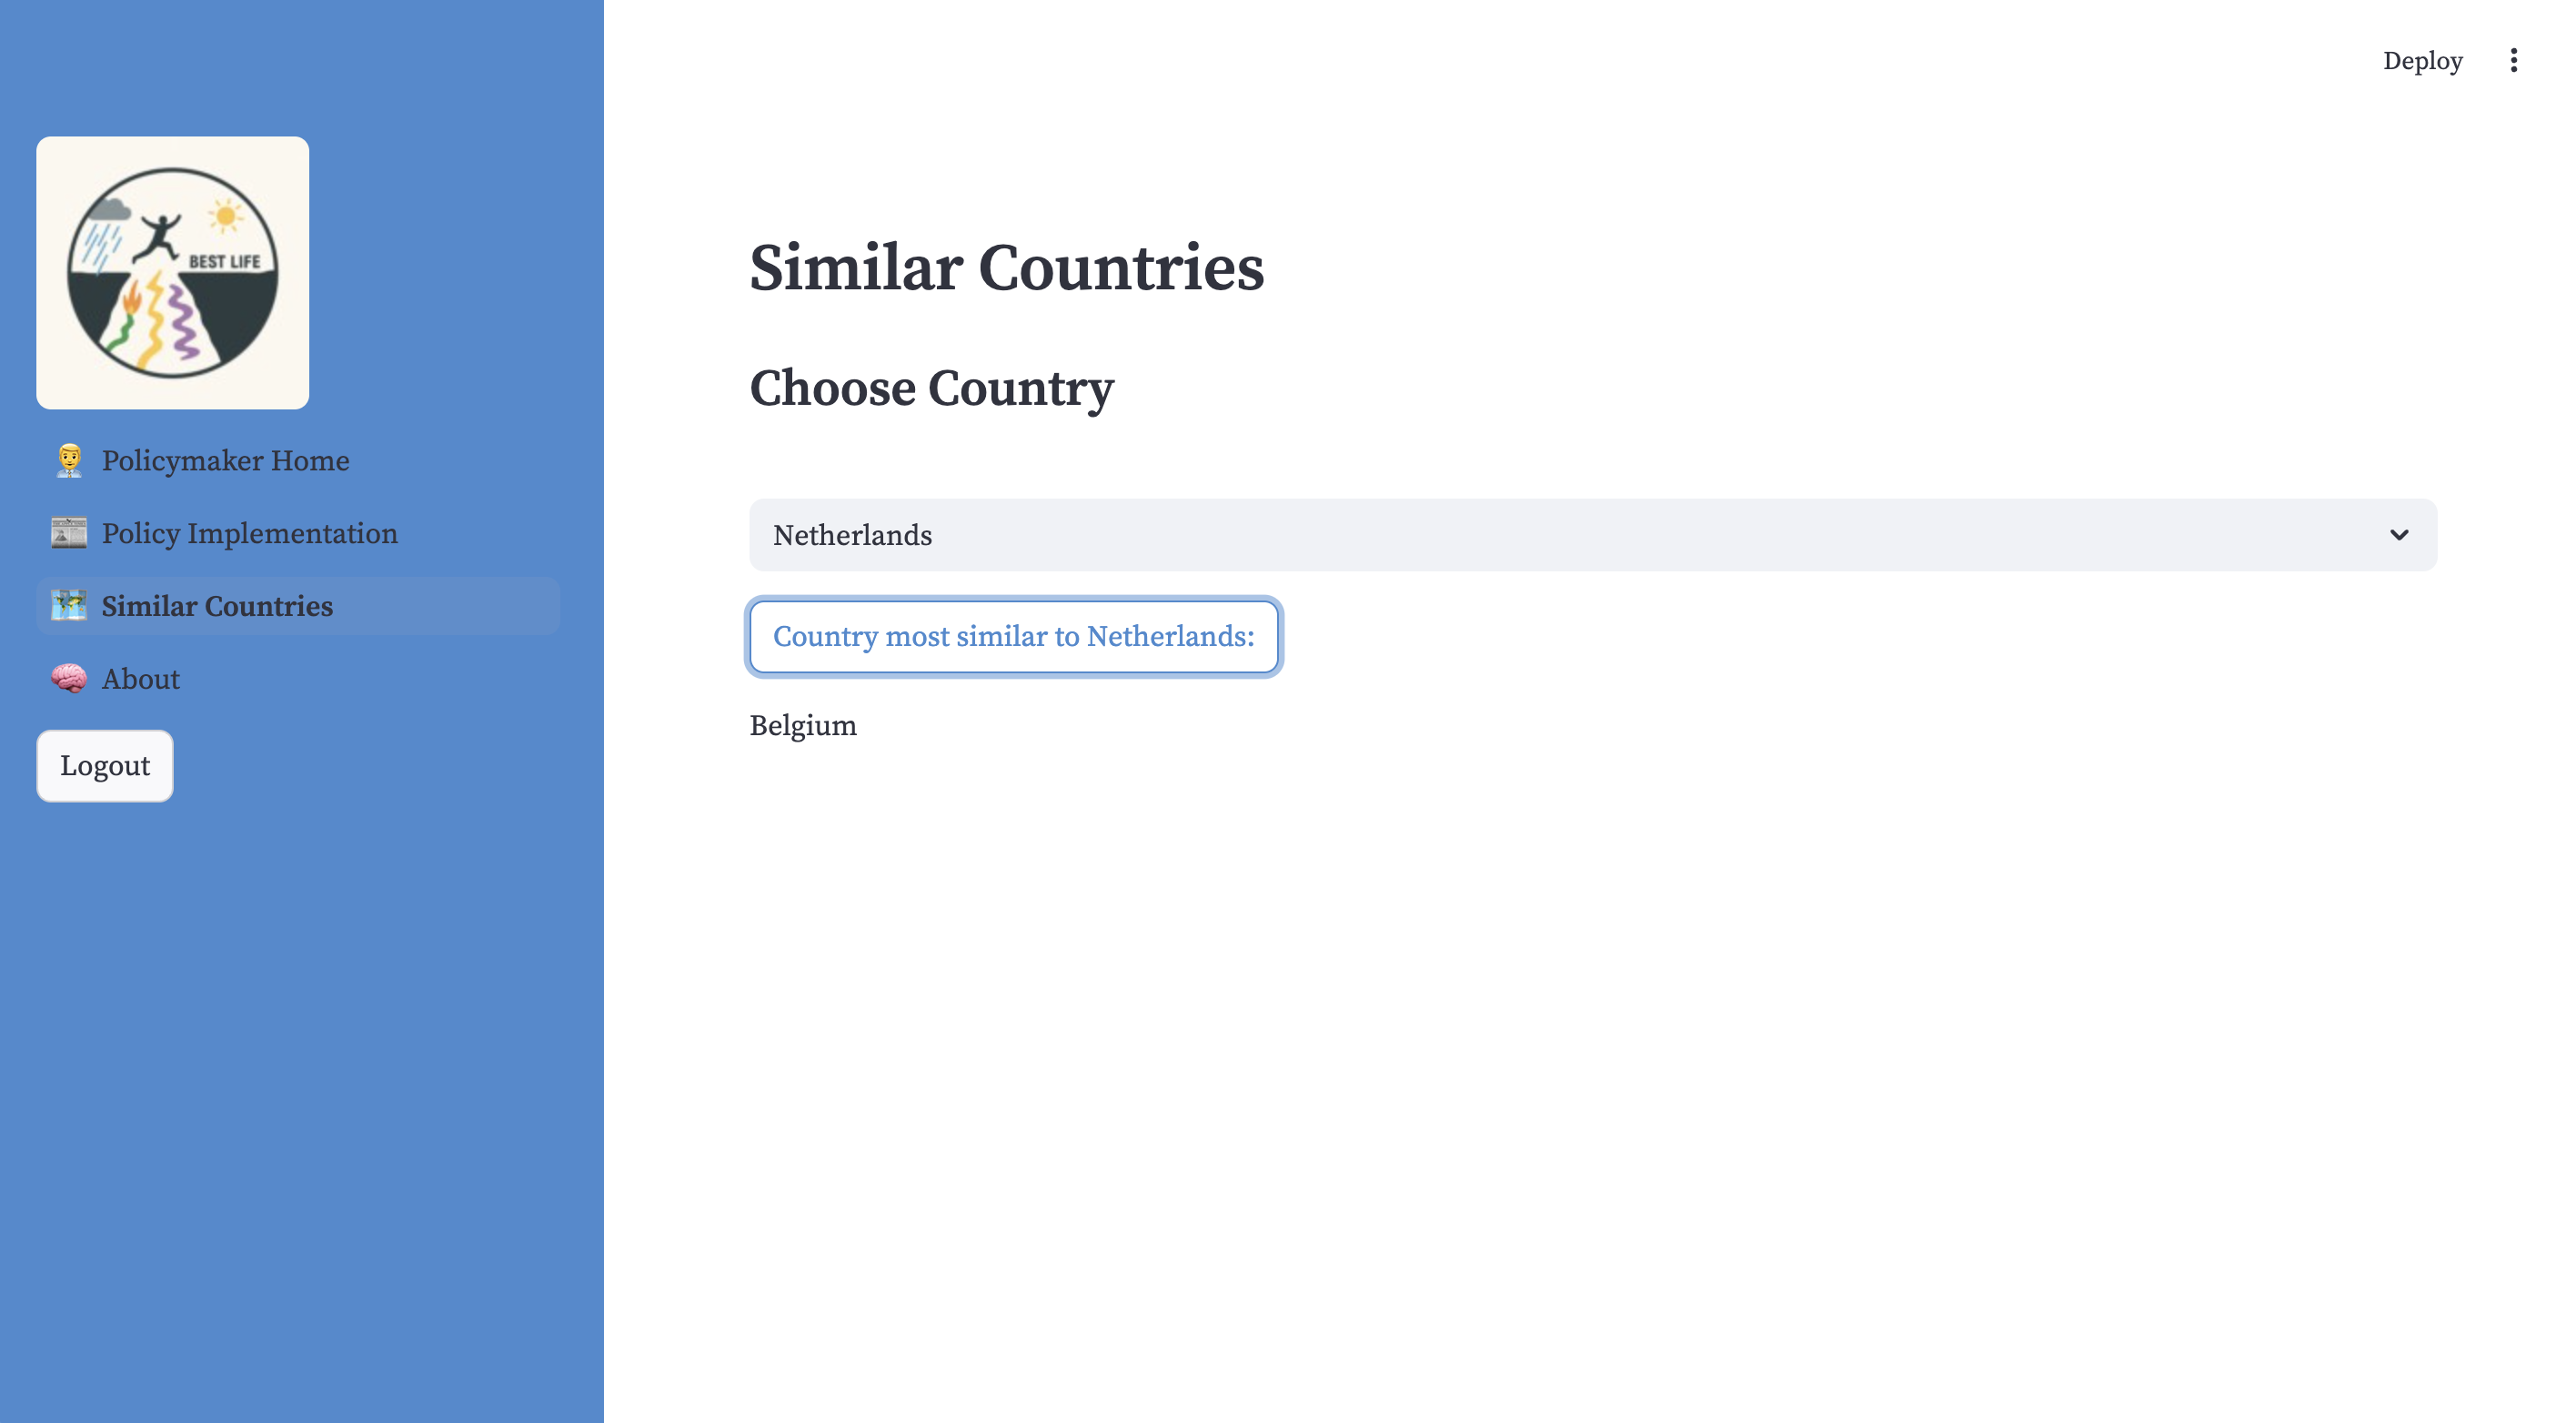 Deploy
BEST LIFE
Policymaker Home
Policy Implementation
Similar Countries
About
Logout
Similar Countries
Choose Country
Netherlands
Country most similar to Netherlands:
Belgium